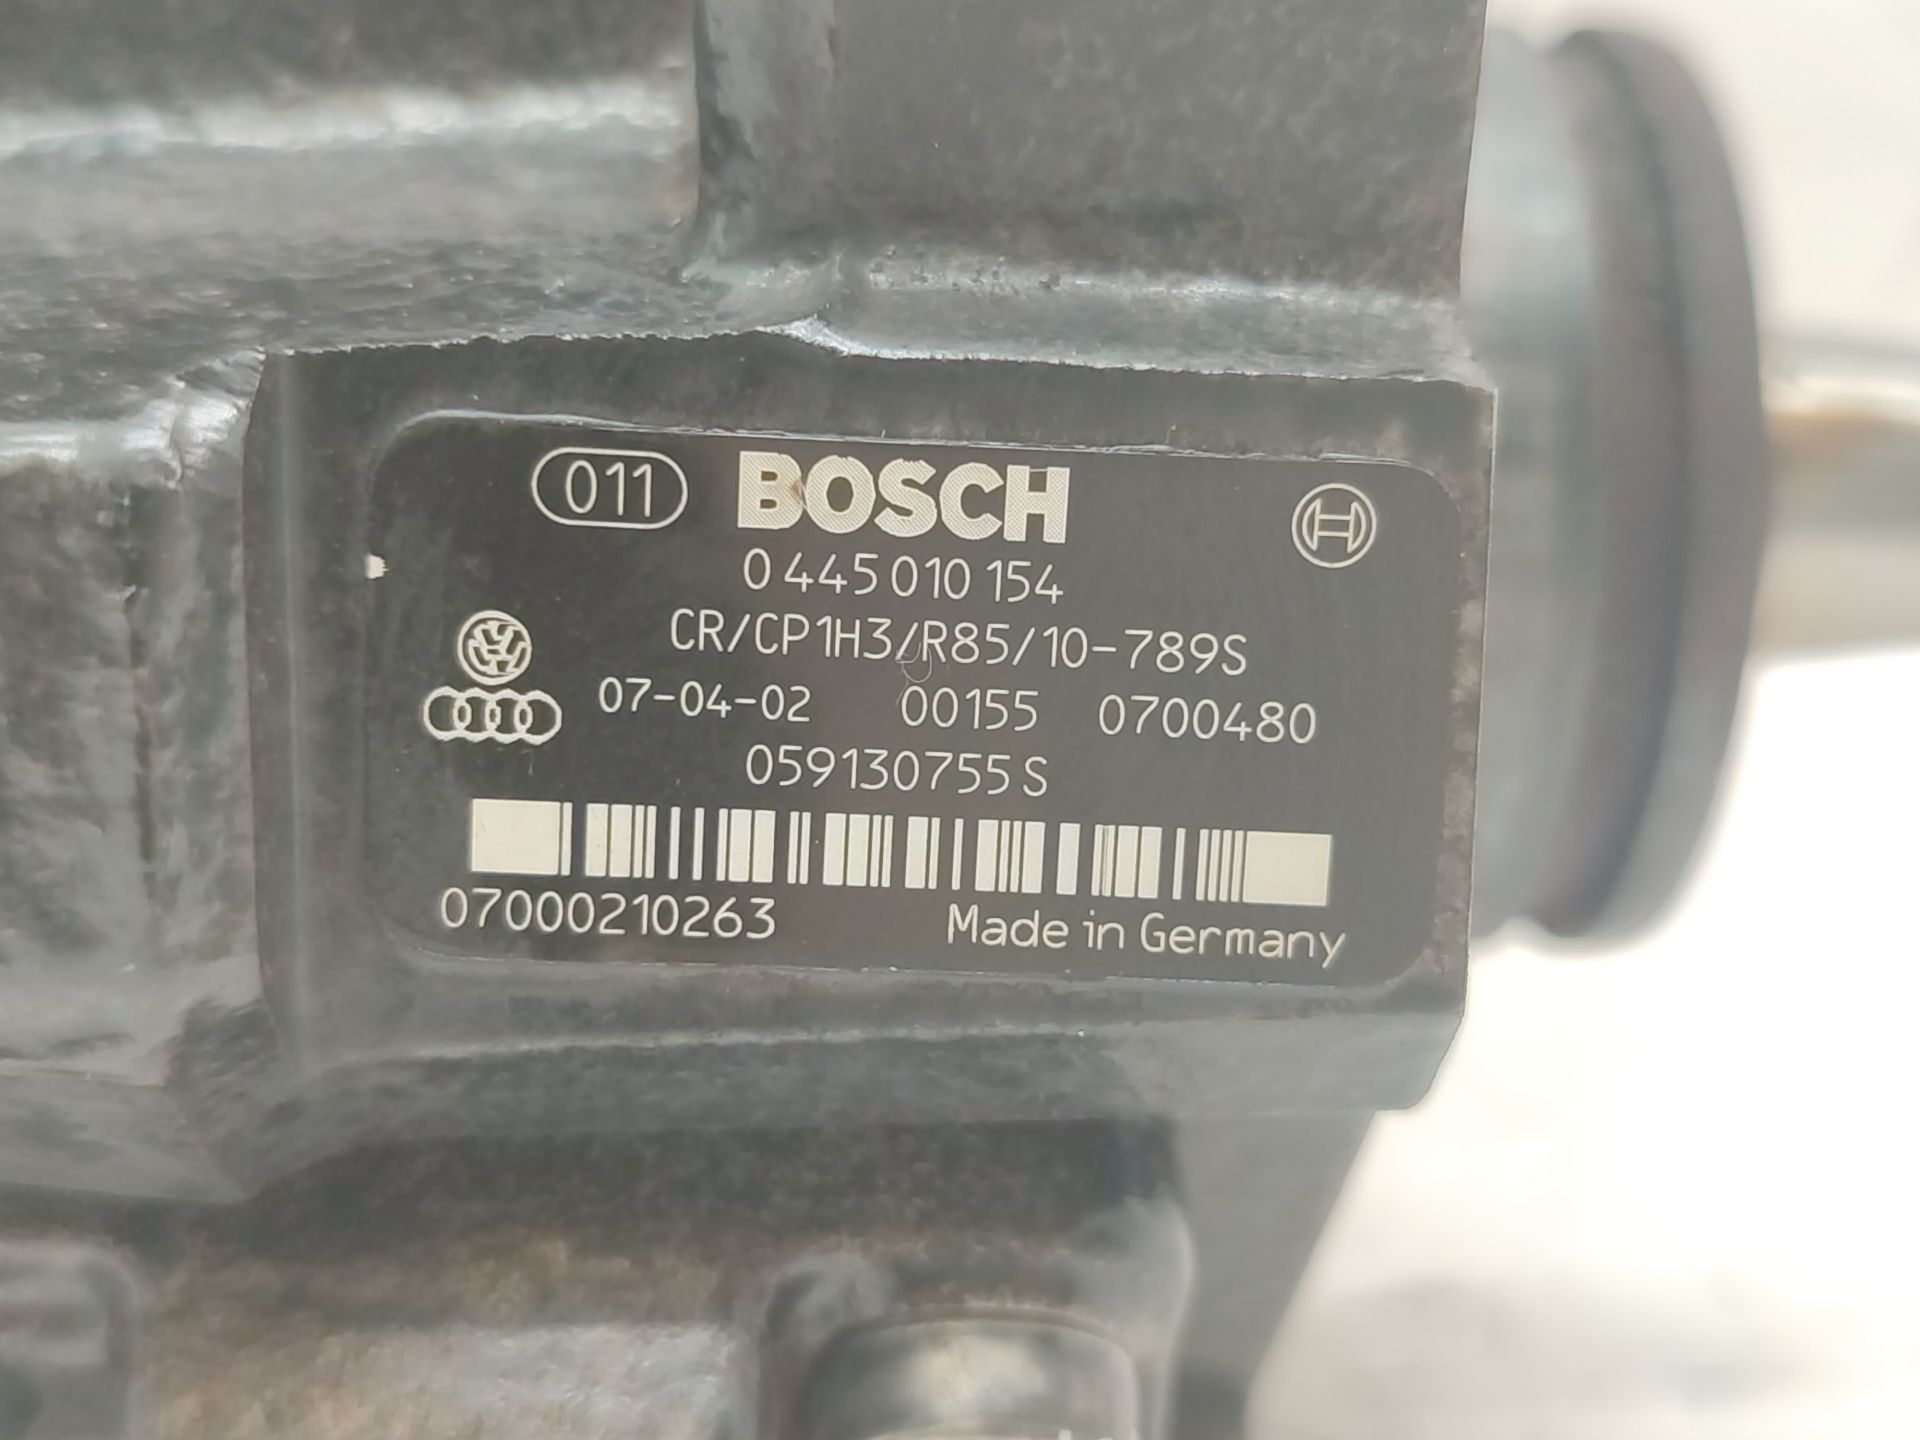 011 BOSCH
0 445 010 154
CR/CP1H3/R85/10-789S
07-04-02 00155 0700480
059130755 S
07000210263 Made in Germany